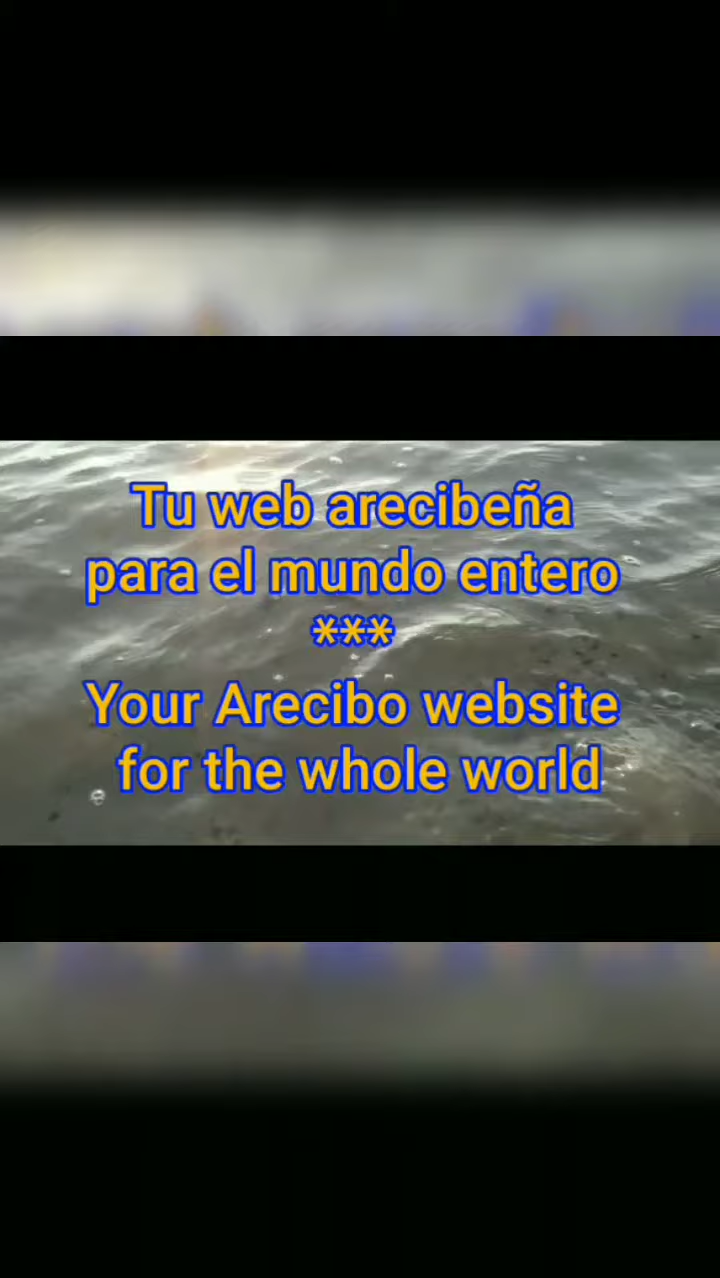 Tu web arecibeña
para el mundo entero
***
Your Arecibo website
for the whole world